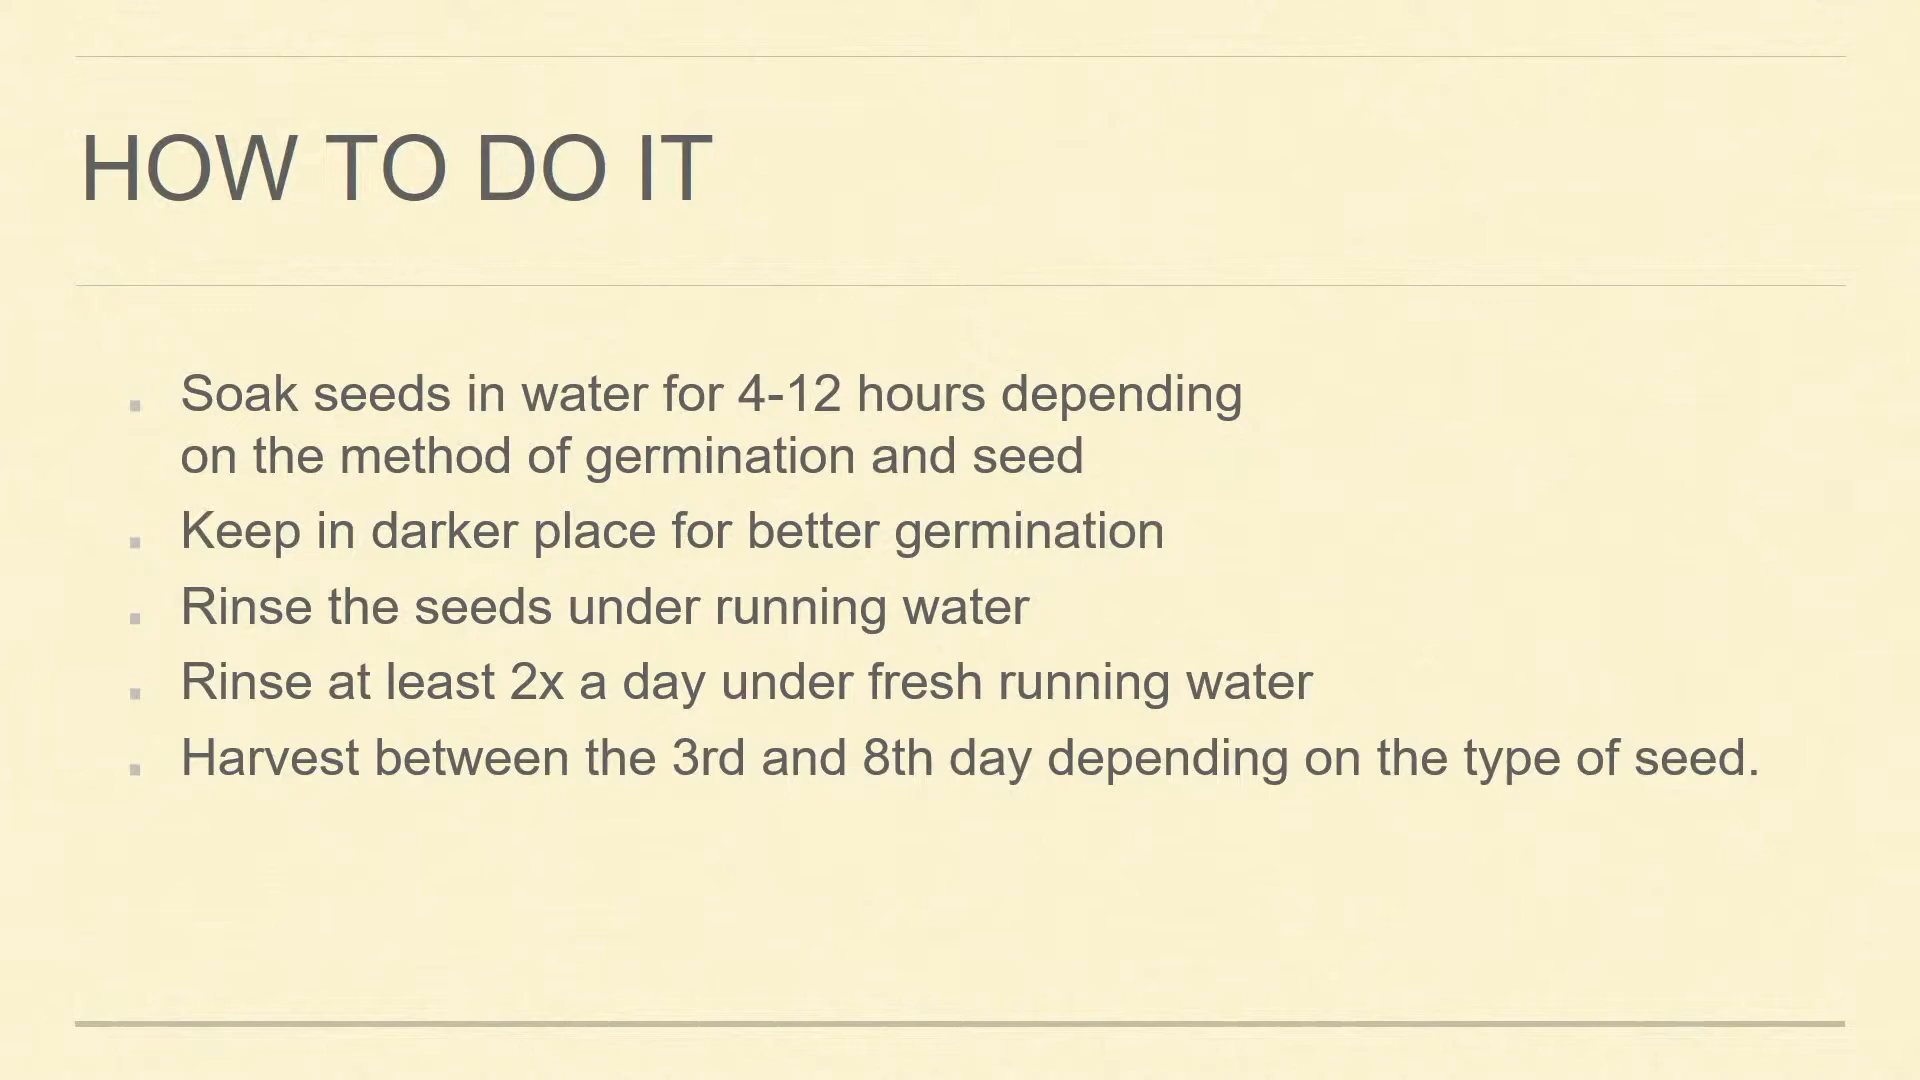 HOW TO DO IT
Soak seeds in water for 4-12 hours depending
on the method of germination and seed
Keep in darker place for better germination
Rinse the seeds under running water
Rinse at least 2x a day under fresh running water
Harvest between the 3rd and 8th day depending on the type of seed.